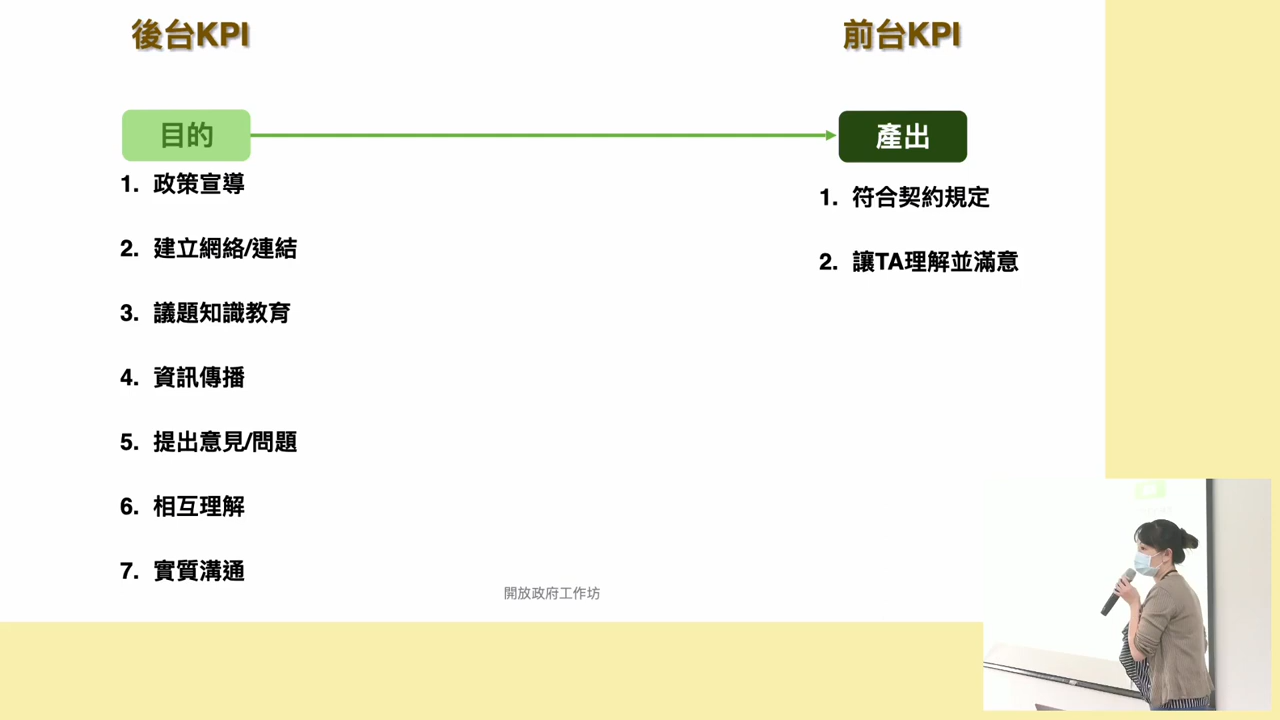 後台KPI
前台KPI
目的
產出
1. 政策宣導
2. 建立網絡/連結
3. 議題知識教育
4. 資訊傳播
5. 提出意見/問題
6. 相互理解
7. 實質溝通
1. 符合契約規定
2. 讓TA理解並滿意
開放政府工作坊